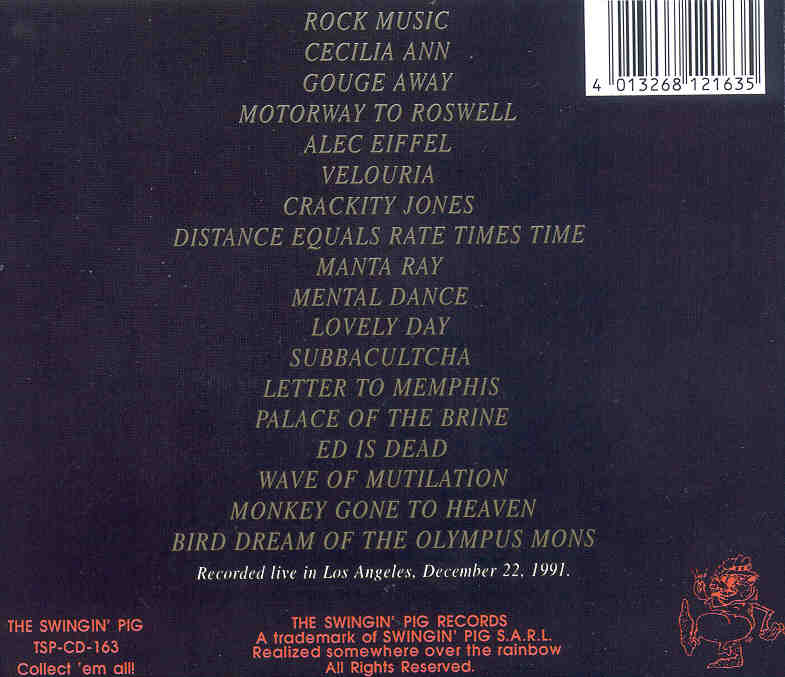 ROCK MUSIC
CECILIA ANN
GOUGE AWAY
MOTORWAY TO ROSWELL
ALEC EIFFEL
VELOURIA
CRACKITY JONES
DISTANCE EQUALS RATE TIMES TIME
MANTA RAY
MENTAL DANCE
LOVELY DAY
SUBBACULTCHA
LETTER TO MEMPHIS
PALACE OF THE BRINE
ED IS DEAD
WAVE OF MUTILATION
MONKEY GONE TO HEAVEN
BIRD DREAM OF THE OLYMPUS MONS
Recorded live in Los Angeles, December 22, 1991.
4 013268 121635
THE SWINGIN' PIG
TSP-CD-163
Collect 'em all!
THE SWINGIN' PIG RECORDS
A trademark of SWINGIN' PIG S.A.R.L.
Realized somewhere over the rainbow
All Rights Reserved.